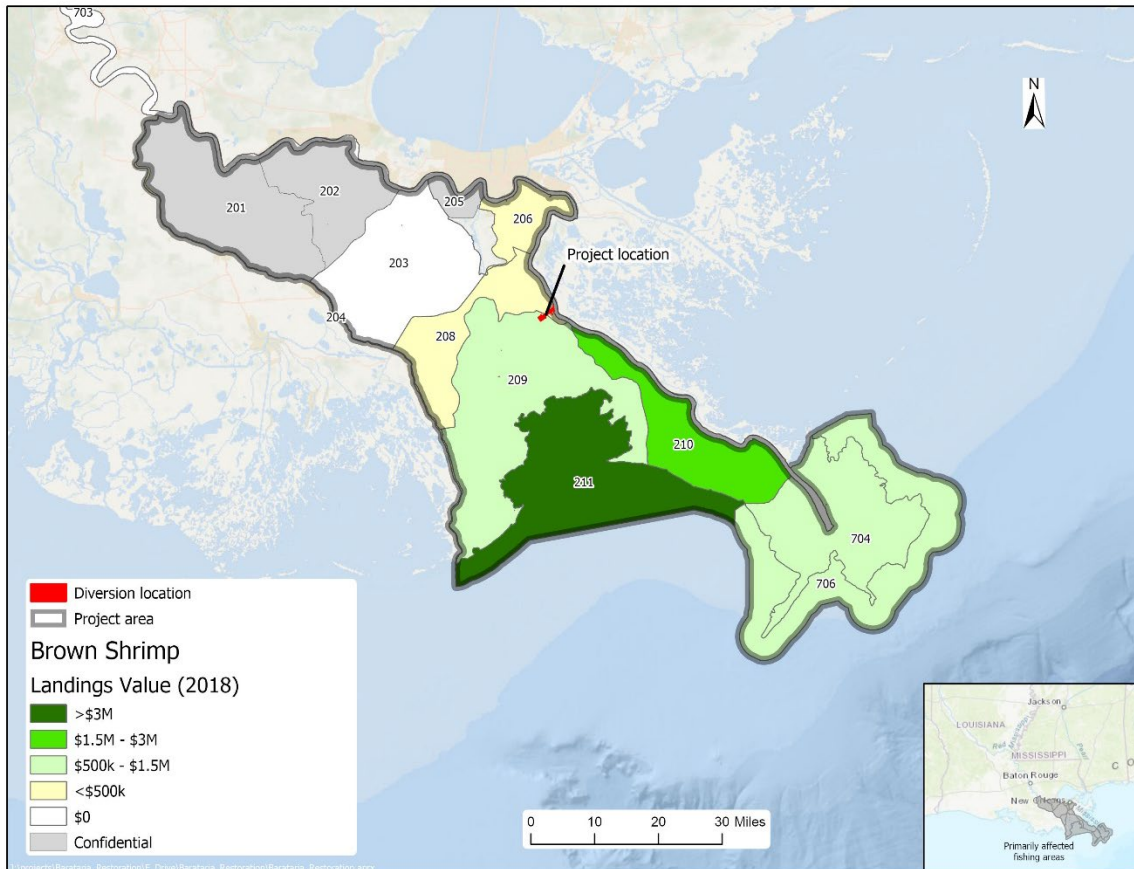 703
N
201
202
205
206
203
Project location
204
208
209
210
211
704
706
Diversion location
Project area
Brown Shrimp
Landings Value (2018)
>$3M
$1.5M - $3M
$500k - $1.5M
<$500k
$0
Confidential
0 10 20 30 Miles
Jackson
LOUISIANA
MISSISSIPPI
Baton Rouge
New Orleans
Primarily affected
fishing areas